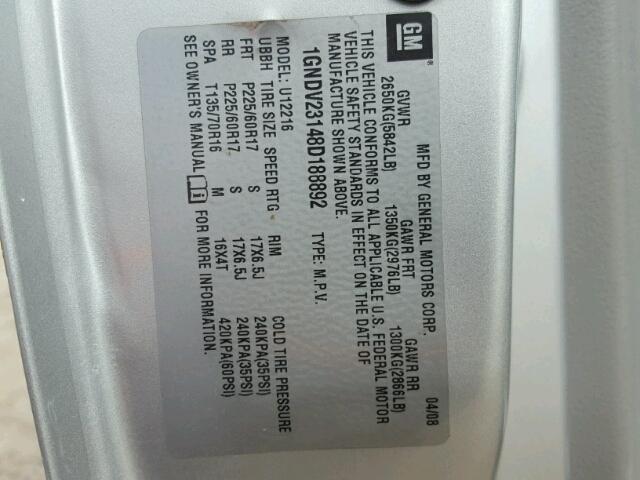 GM
MFD BY GENERAL MOTORS CORP. 04/08
GVWR GAWR FRT GAWR RR
2650KG(5842LB) 1350KG(2976LB) 1300KG(2866LB)
THIS VEHICLE CONFORMS TO ALL APPLICABLE U.S. FEDERAL MOTOR
VEHICLE SAFETY STANDARDS IN EFFECT ON THE DATE OF
MANUFACTURE SHOWN ABOVE.
1GNDV23148D188892 TYPE: M.P.V.
MODEL: U12216
UBBH TIRE SIZE SPEED RTG RIM COLD TIRE PRESSURE
FRT P225/60R17 S 17X6.5J 240KPA(35PSI)
RR P225/60R17 S 17X6.5J 240KPA(35PSI)
SPA T135/70R16 M 16X4T 420KPA(60PSI)
SEE OWNER'S MANUAL FOR MORE INFORMATION.